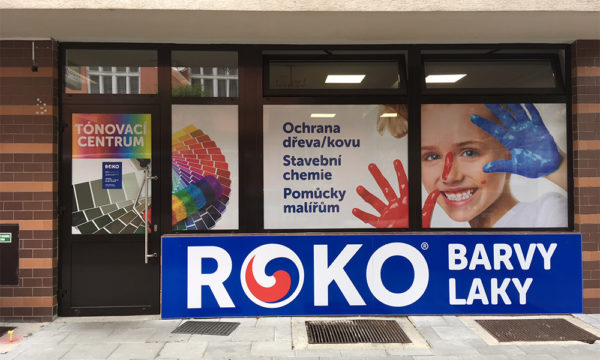 TÓNOVACÍ
CENTRUM
ROKO
Ochrana
dřeva/kovu
Stavební
chemie
Pomůcky
malířům
ROKO®
BARVY
LAKY